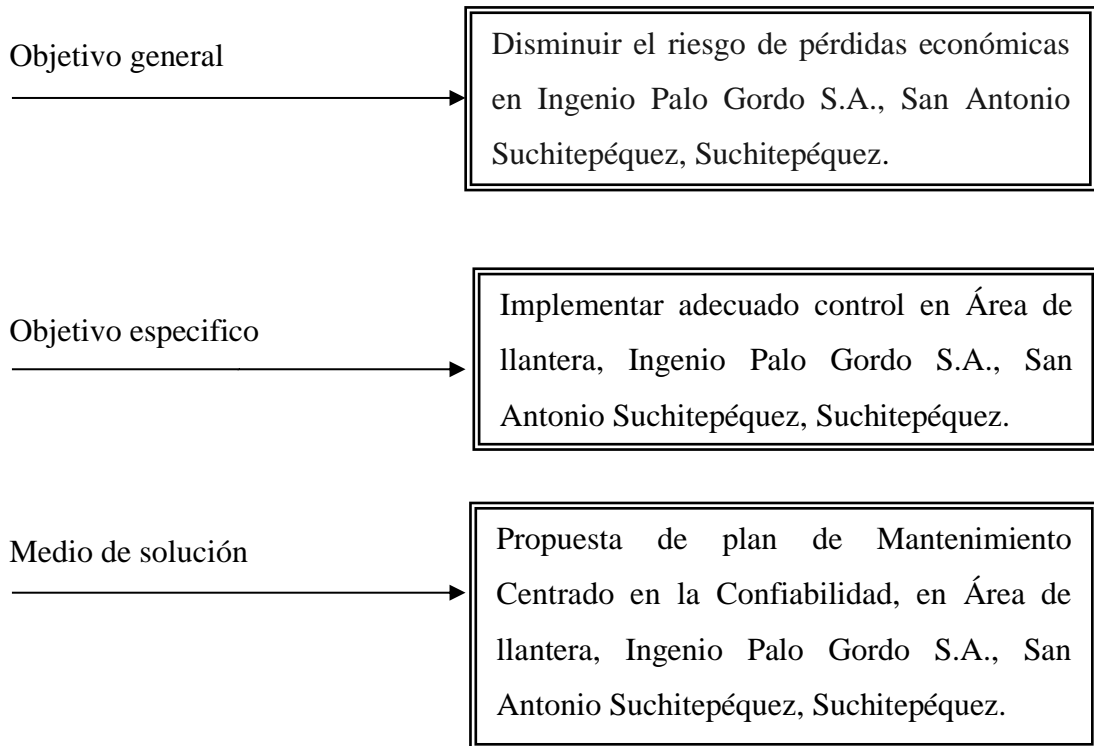 Objetivo general
Disminuir el riesgo de pérdidas económicas
en Ingenio Palo Gordo S.A., San Antonio
Suchitepéquez, Suchitepéquez.
Objetivo especifico
Implementar adecuado control en Área de
llantera, Ingenio Palo Gordo S.A., San
Antonio Suchitepéquez, Suchitepéquez.
Medio de solución
Propuesta de plan de Mantenimiento
Centrado en la Confiabilidad, en Área de
llantera, Ingenio Palo Gordo S.A., San
Antonio Suchitepéquez, Suchitepéquez.